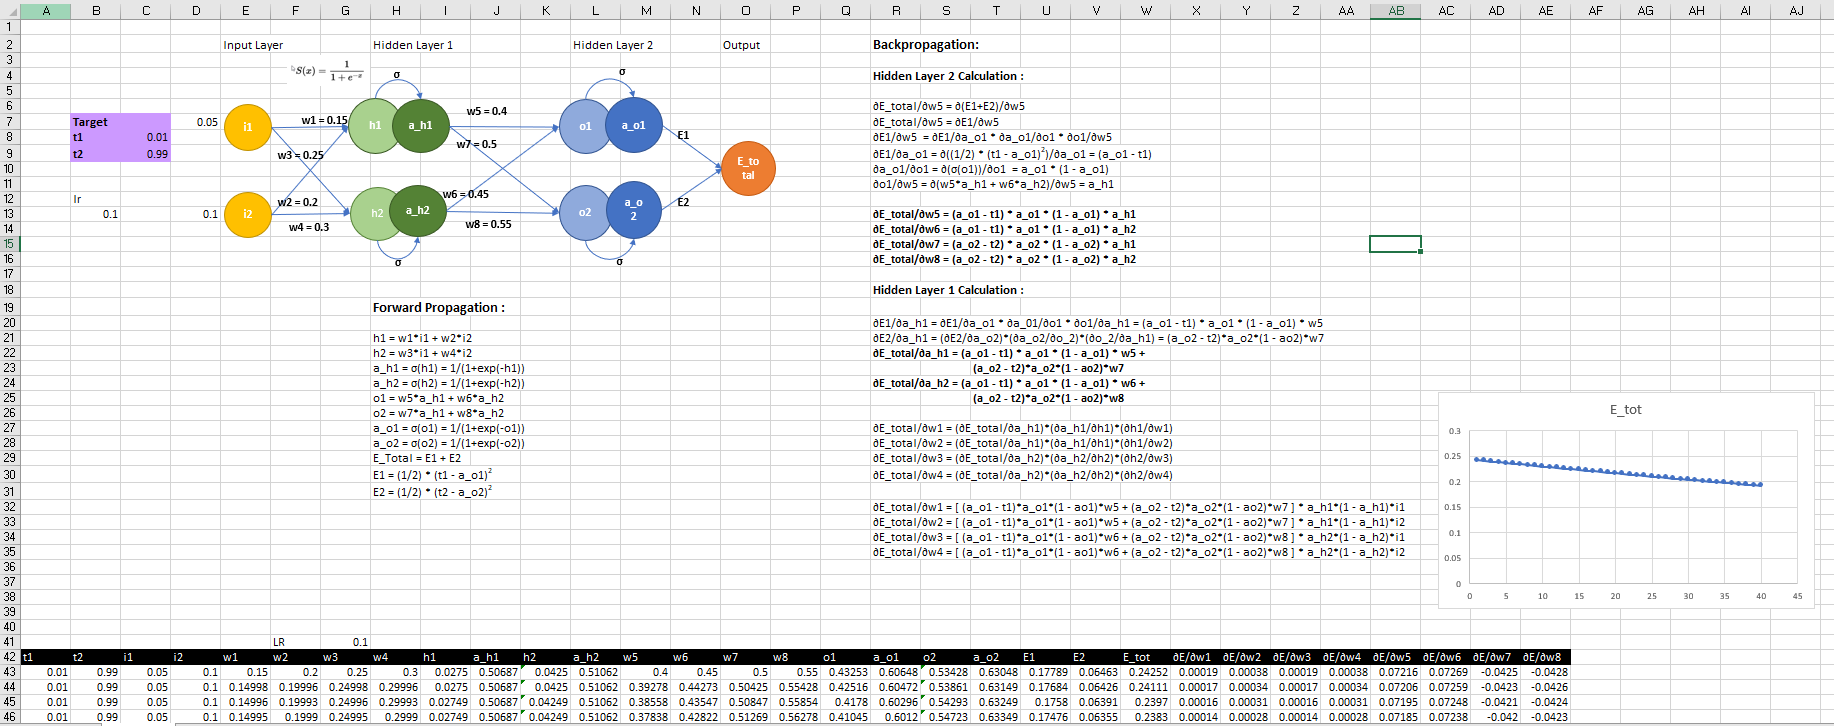 A B C D E F G H I J K L M N O P Q R S T U V W X Y Z AA AB AC AD AE AF AG AH AI AJ
Input Layer Hidden Layer 1 Hidden Layer 2 Output
S(x) = 1 / 1 + e^-x
σ σ
Target
t1 0.01
t2 0.99
lr
0.1
0.05
0.1
i1
i2
w1 = 0.15
w3 = 0.25
w2 = 0.2
w4 = 0.3
h1 a_h1
h2 a_h2
σ σ
w5 = 0.4
w7 = 0.5
w6 = 0.45
w8 = 0.55
o1 a_o1
o2 a_o2
E1
E2
E_total
Forward Propagation :
h1 = w1*i1 + w2*i2
h2 = w3*i1 + w4*i2
a_h1 = σ(h1) = 1/(1+exp(-h1))
a_h2 = σ(h2) = 1/(1+exp(-h2))
o1 = w5*a_h1 + w6*a_h2
o2 = w7*a_h1 + w8*a_h2
a_o1 = σ(o1) = 1/(1+exp(-o1))
a_o2 = σ(o2) = 1/(1+exp(-o2))
E_Total = E1 + E2
E1 = (1/2) * (t1 - a_o1)²
E2 = (1/2) * (t2 - a_o2)²
Backpropagation:
Hidden Layer 2 Calculation :
∂E_total/∂w5 = ∂(E1+E2)/∂w5
∂E_total/∂w5 = ∂E1/∂w5
∂E1/∂w5 = ∂E1/∂a_o1 * ∂a_o1/∂o1 * ∂o1/∂w5
∂E1/∂a_o1 = ∂((1/2) * (t1 - a_o1)²)/∂a_o1 = (a_o1 - t1)
∂a_o1/∂o1 = ∂(σ(o1))/∂o1 = a_o1 * (1 - a_o1)
∂o1/∂w5 = ∂(w5*a_h1 + w6*a_h2)/∂w5 = a_h1
∂E_total/∂w5 = (a_o1 - t1) * a_o1 * (1 - a_o1) * a_h1
∂E_total/∂w6 = (a_o1 - t1) * a_o1 * (1 - a_o1) * a_h2
∂E_total/∂w7 = (a_o2 - t2) * a_o2 * (1 - a_o2) * a_h1
∂E_total/∂w8 = (a_o2 - t2) * a_o2 * (1 - a_o2) * a_h2
Hidden Layer 1 Calculation :
∂E1/∂a_h1 = ∂E1/∂a_o1 * ∂a_01/∂o1 * ∂o1/∂a_h1 = (a_o1 - t1) * a_o1 * (1 - a_o1) * w5
∂E2/∂a_h1 = (∂E2/∂a_o2)*(∂a_o2/∂o_2)*(∂o_2/∂a_h1) = (a_o2 - t2)*a_o2*(1 - ao2)*w7
∂E_total/∂a_h1 = (a_o1 - t1) * a_o1 * (1 - a_o1) * w5 +
(a_o2 - t2)*a_o2*(1 - ao2)*w7
∂E_total/∂a_h2 = (a_o1 - t1) * a_o1 * (1 - a_o1) * w6 +
(a_o2 - t2)*a_o2*(1 - ao2)*w8
∂E_total/∂w1 = (∂E_total/∂a_h1)*(∂a_h1/∂h1)*(∂h1/∂w1)
∂E_total/∂w2 = (∂E_total/∂a_h1)*(∂a_h1/∂h1)*(∂h1/∂w2)
∂E_total/∂w3 = (∂E_total/∂a_h2)*(∂a_h2/∂h2)*(∂h2/∂w3)
∂E_total/∂w4 = (∂E_total/∂a_h2)*(∂a_h2/∂h2)*(∂h2/∂w4)
∂E_total/∂w1 = [ (a_o1 - t1)*a_o1*(1 - ao1)*w5 + (a_o2 - t2)*a_o2*(1 - ao2)*w7 ] * a_h1*(1 - a_h1)*i1
∂E_total/∂w2 = [ (a_o1 - t1)*a_o1*(1 - ao1)*w5 + (a_o2 - t2)*a_o2*(1 - ao2)*w7 ] * a_h1*(1 - a_h1)*i2
∂E_total/∂w3 = [ (a_o1 - t1)*a_o1*(1 - ao1)*w6 + (a_o2 - t2)*a_o2*(1 - ao2)*w8 ] * a_h2*(1 - a_h2)*i1
∂E_total/∂w4 = [ (a_o1 - t1)*a_o1*(1 - ao1)*w6 + (a_o2 - t2)*a_o2*(1 - ao2)*w8 ] * a_h2*(1 - a_h2)*i2
E_tot
0.3
0.25
0.2
0.15
0.1
0.05
0
0 5 10 15 20 25 30 35 40 45
LR 0.1
42 t1 t2 i1 i2 w1 w2 w3 w4 h1 a_h1 h2 a_h2 w5 w6 w7 w8 o1 a_o1 o2 a_o2 E1 E2 E_tot ∂E/∂w1 ∂E/∂w2 ∂E/∂w3 ∂E/∂w4 ∂E/∂w5 ∂E/∂w6 ∂E/∂w7 ∂E/∂w8
43 0.01 0.99 0.05 0.1 0.15 0.2 0.25 0.3 0.0275 0.50687 0.0425 0.51062 0.4 0.45 0.5 0.55 0.43253 0.60648 0.53428 0.63048 0.17789 0.06463 0.24252 0.00019 0.00038 0.00019 0.00038 0.07216 0.07269 -0.0425 -0.0428
44 0.01 0.99 0.05 0.1 0.14998 0.19996 0.24998 0.29996 0.0275 0.50687 0.0425 0.51062 0.39278 0.44273 0.50425 0.55428 0.42516 0.60472 0.53861 0.63149 0.17684 0.06426 0.24111 0.00017 0.00034 0.00017 0.00034 0.07206 0.07259 -0.0423 -0.0426
45 0.01 0.99 0.05 0.1 0.14996 0.19993 0.24996 0.29993 0.02749 0.50687 0.04249 0.51062 0.38558 0.43547 0.50847 0.55854 0.4178 0.60296 0.54293 0.63249 0.1758 0.06391 0.2397 0.00016 0.00031 0.00016 0.00031 0.07195 0.07248 -0.0421 -0.0424
46 0.01 0.99 0.05 0.1 0.14995 0.1999 0.24995 0.2999 0.02749 0.50687 0.04249 0.51062 0.37838 0.42822 0.51269 0.56278 0.41045 0.6012 0.54723 0.63349 0.17476 0.06355 0.2383 0.00014 0.00028 0.00014 0.00028 0.07185 0.07238 -0.042 -0.0423